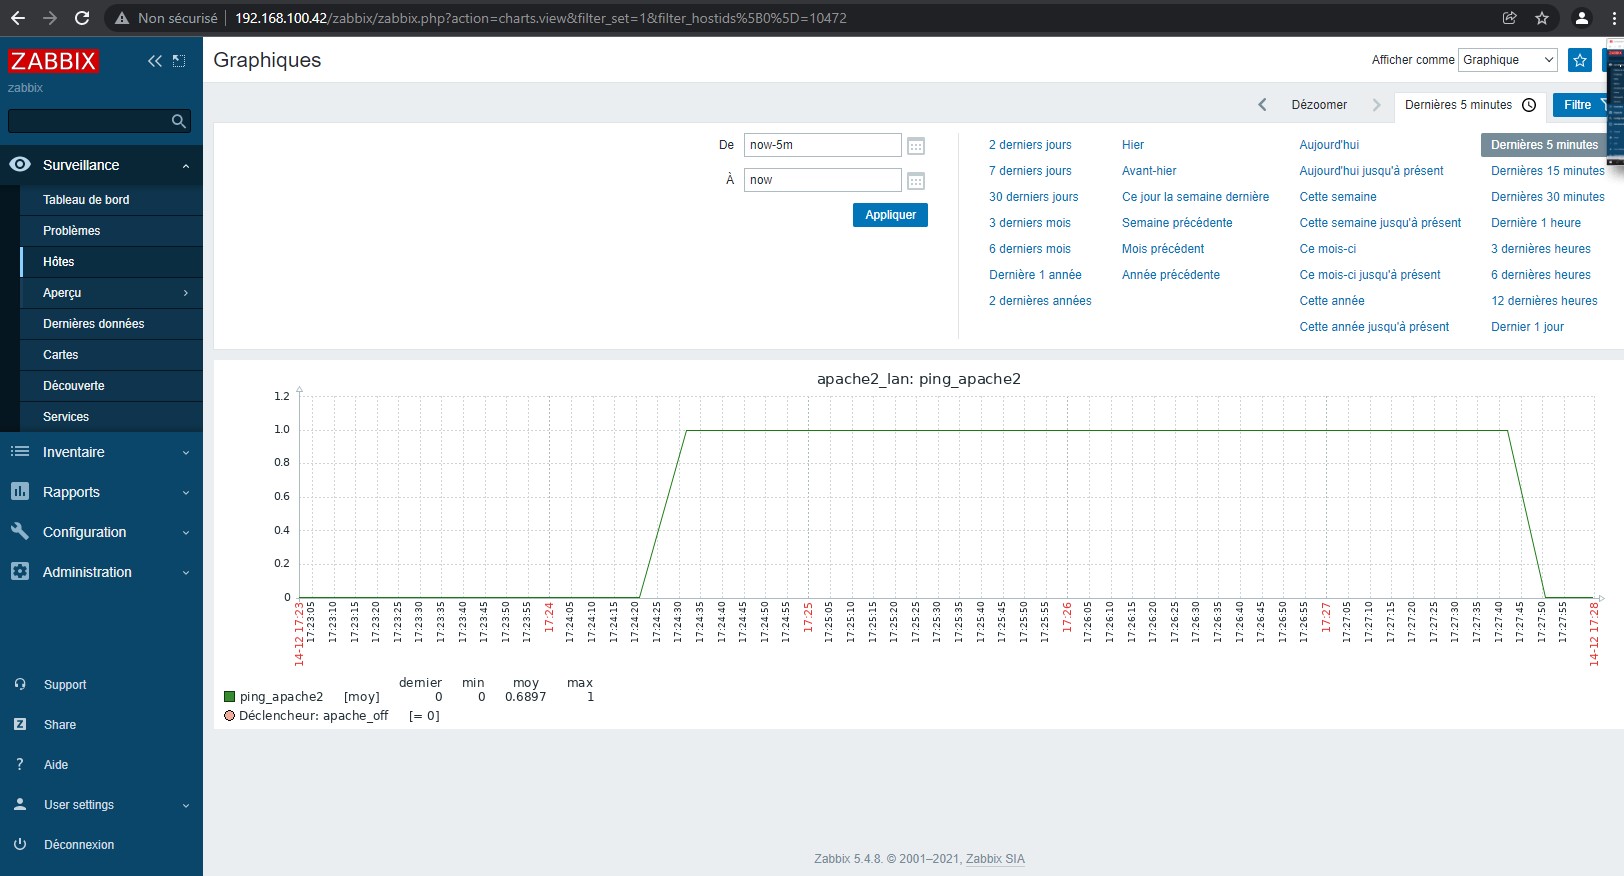 Non sécurisé 192.168.100.42/zabbix/zabbix.php?action=charts.view&filter_set=1&filter_hostids%5B0%5D=10472
ZABBIX
zabbix
Surveillance
Tableau de bord
Problèmes
Hôtes
Aperçu
Dernières données
Cartes
Découverte
Services
Inventaire
Rapports
Configuration
Administration
Support
Share
Aide
User settings
Déconnexion
Graphiques
Afficher comme Graphique
Dézoomer Dernières 5 minutes Filtre
De now-5m
À now
Appliquer
2 derniers jours Hier Aujourd'hui Dernières 5 minutes
7 derniers jours Avant-hier Aujourd'hui jusqu'à présent Dernières 15 minutes
30 derniers jours Ce jour la semaine dernière Cette semaine Dernières 30 minutes
3 derniers mois Semaine précédente Cette semaine jusqu'à présent Dernière 1 heure
6 derniers mois Mois précédent Ce mois-ci 3 dernières heures
Dernière 1 année Année précédente Ce mois-ci jusqu'à présent 6 dernières heures
2 dernières années Cette année 12 dernières heures
Cette année jusqu'à présent Dernier 1 jour
apache2_lan: ping_apache2
1.2
1.0
0.8
0.6
0.4
0.2
0
14-12 17:23 17:23:05 17:23:10 17:23:15 17:23:20 17:23:25 17:23:30 17:23:35 17:23:40 17:23:45 17:23:50 17:23:55 17:24 17:24:05 17:24:10 17:24:15 17:24:20 17:24:25 17:24:30 17:24:35 17:24:40 17:24:45 17:24:50 17:24:55 17:25 17:25:05 17:25:10 17:25:15 17:25:20 17:25:25 17:25:30 17:25:35 17:25:40 17:25:45 17:25:50 17:25:55 17:26 17:26:05 17:26:10 17:26:15 17:26:20 17:26:25 17:26:30 17:26:35 17:26:40 17:26:45 17:26:50 17:26:55 17:27 17:27:05 17:27:10 17:27:15 17:27:20 17:27:25 17:27:30 17:27:35 17:27:40 17:27:45 17:27:50 17:27:55 14-12 17:28
dernier min moy max
ping_apache2 [moy] 0 0 0.6897 1
Déclencheur: apache_off [= 0]
Zabbix 5.4.8. © 2001–2021, Zabbix SIA